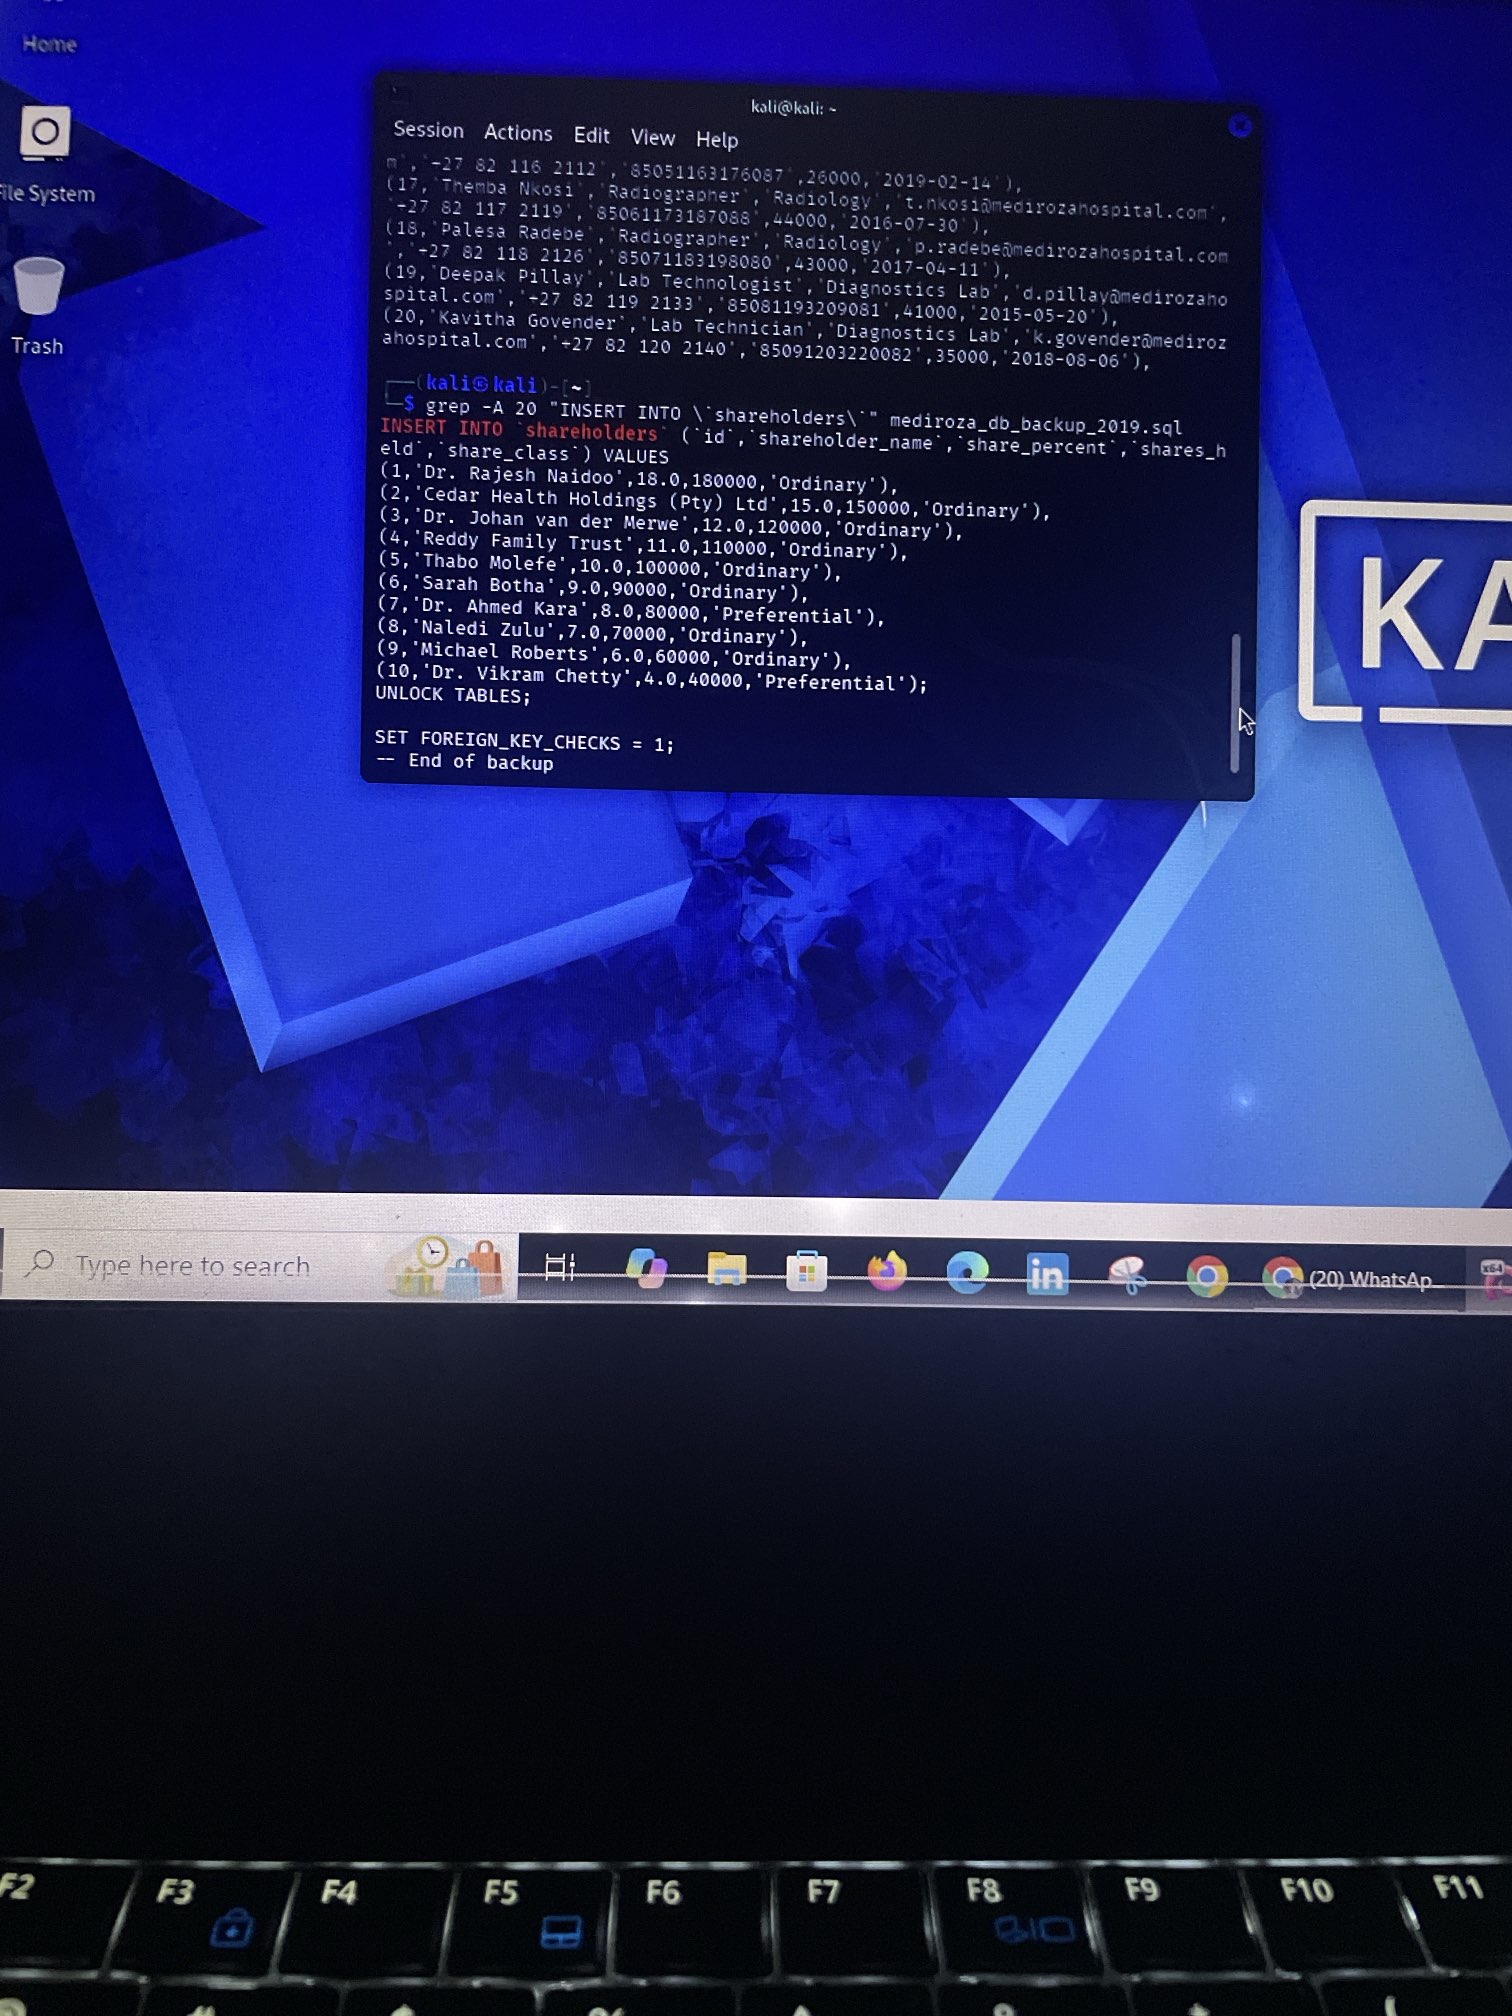 Home
File System
Trash
kali@kali: ~
Session Actions Edit View Help
m','+27 82 116 2112','85051163176087',26000,'2019-02-14'),
(17,'Themba Nkosi','Radiographer','Radiology','t.nkosi@medirozahospital.com',
'+27 82 117 2119','85061173187088',44000,'2016-07-30'),
(18,'Palesa Radebe','Radiographer','Radiology','p.radebe@medirozahospital.com
','+27 82 118 2126','85071183198080',43000,'2017-04-11'),
(19,'Deepak Pillay','Lab Technologist','Diagnostics Lab','d.pillay@medirozaho
spital.com','+27 82 119 2133','85081193209081',41000,'2015-05-20'),
(20,'Kavitha Govender','Lab Technician','Diagnostics Lab','k.govender@mediroz
ahospital.com','+27 82 120 2140','85091203220082',35000,'2018-08-06'),
(kali㉿kali)-[~]
$ grep -A 20 "INSERT INTO \`shareholders\`" mediroza_db_backup_2019.sql
INSERT INTO `shareholders` (`id`,`shareholder_name`,`share_percent`,`shares_h
eld`,`share_class`) VALUES
(1,'Dr. Rajesh Naidoo',18.0,180000,'Ordinary'),
(2,'Cedar Health Holdings (Pty) Ltd',15.0,150000,'Ordinary'),
(3,'Dr. Johan van der Merwe',12.0,120000,'Ordinary'),
(4,'Reddy Family Trust',11.0,110000,'Ordinary'),
(5,'Thabo Molefe',10.0,100000,'Ordinary'),
(6,'Sarah Botha',9.0,90000,'Ordinary'),
(7,'Dr. Ahmed Kara',8.0,80000,'Preferential'),
(8,'Naledi Zulu',7.0,70000,'Ordinary'),
(9,'Michael Roberts',6.0,60000,'Ordinary'),
(10,'Dr. Vikram Chetty',4.0,40000,'Preferential');
UNLOCK TABLES;
SET FOREIGN_KEY_CHECKS = 1;
-- End of backup
KA
Type here to search
in
(20) WhatsAp
x64
F2 F3 F4 F5 F6 F7 F8 F9 F10 F11